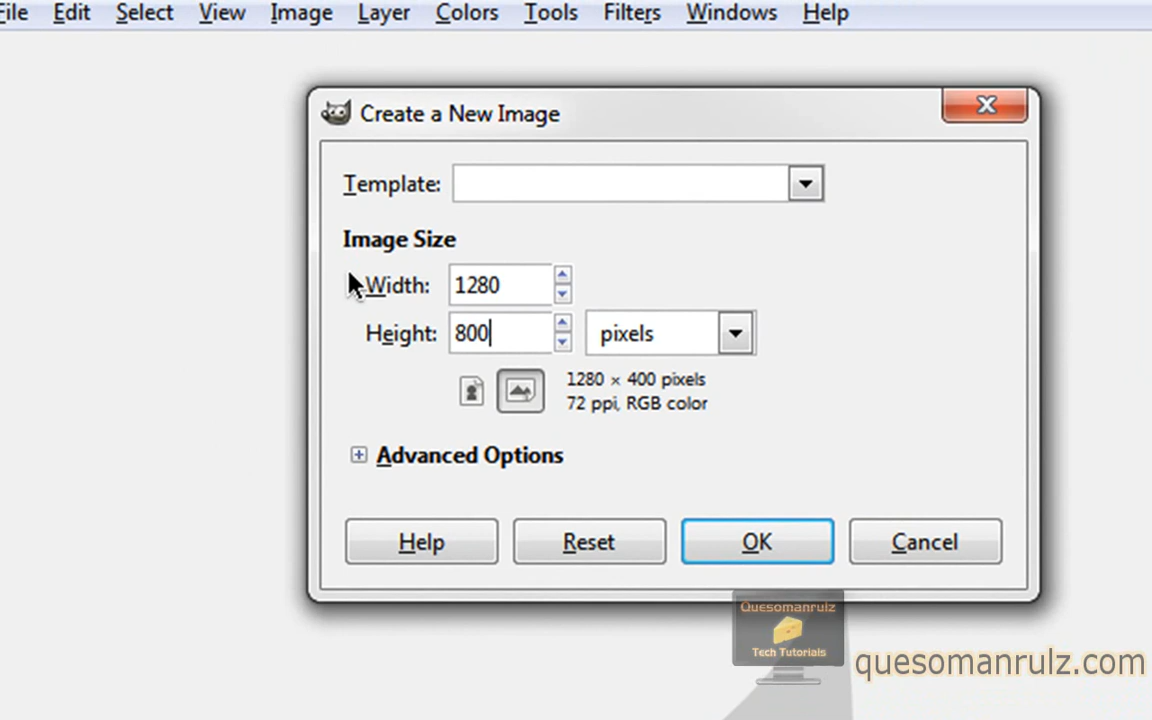 File Edit Select View Image Layer Colors Tools Filters Windows Help
Create a New Image
Template:
Image Size
Width: 1280
Height: 800 pixels
1280 × 400 pixels
72 ppi, RGB color
Advanced Options
Help Reset OK Cancel
Quesomanrulz
Tech Tutorials
quesomanrulz.com